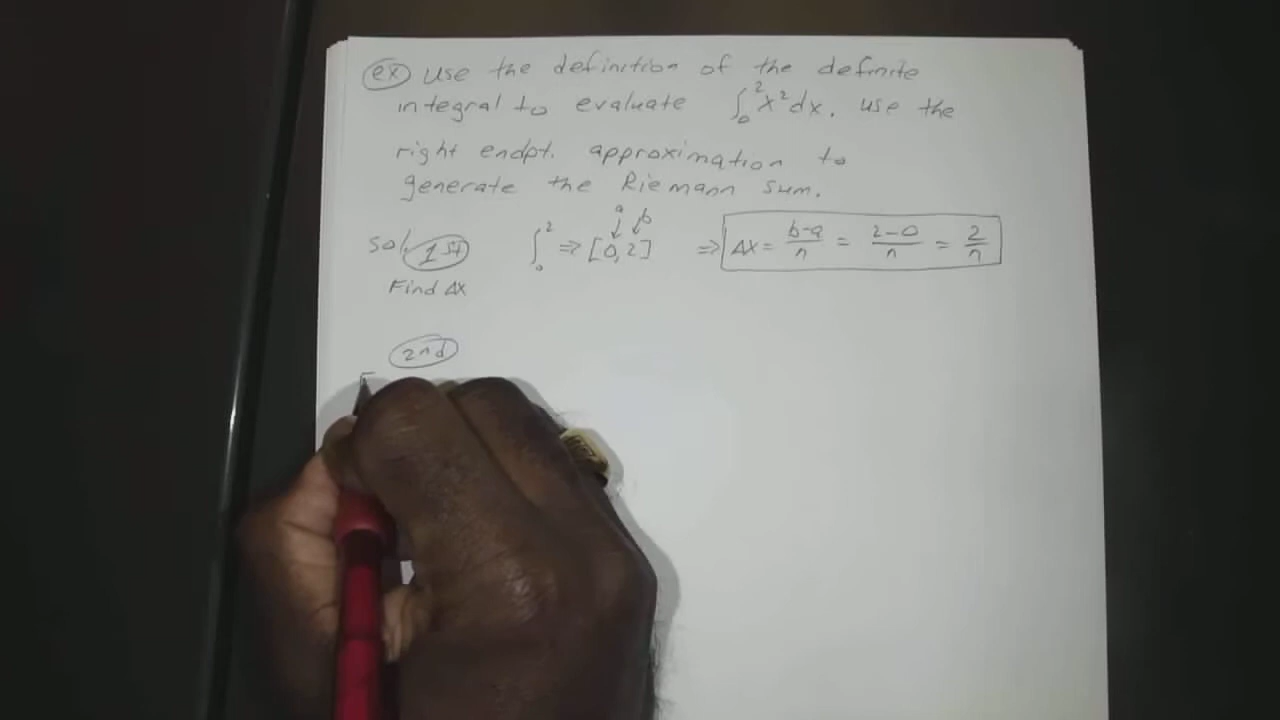 ex Use the definition of the definite
integral to evaluate ∫₀² x² dx. Use the
right endpt. approximation to
generate the Riemann sum.
a b
sol. 1st ∫₀² ⇒ [0,2] ⇒ Δx = (b-a)/n = (2-0)/n = 2/n
Find Δx
2nd